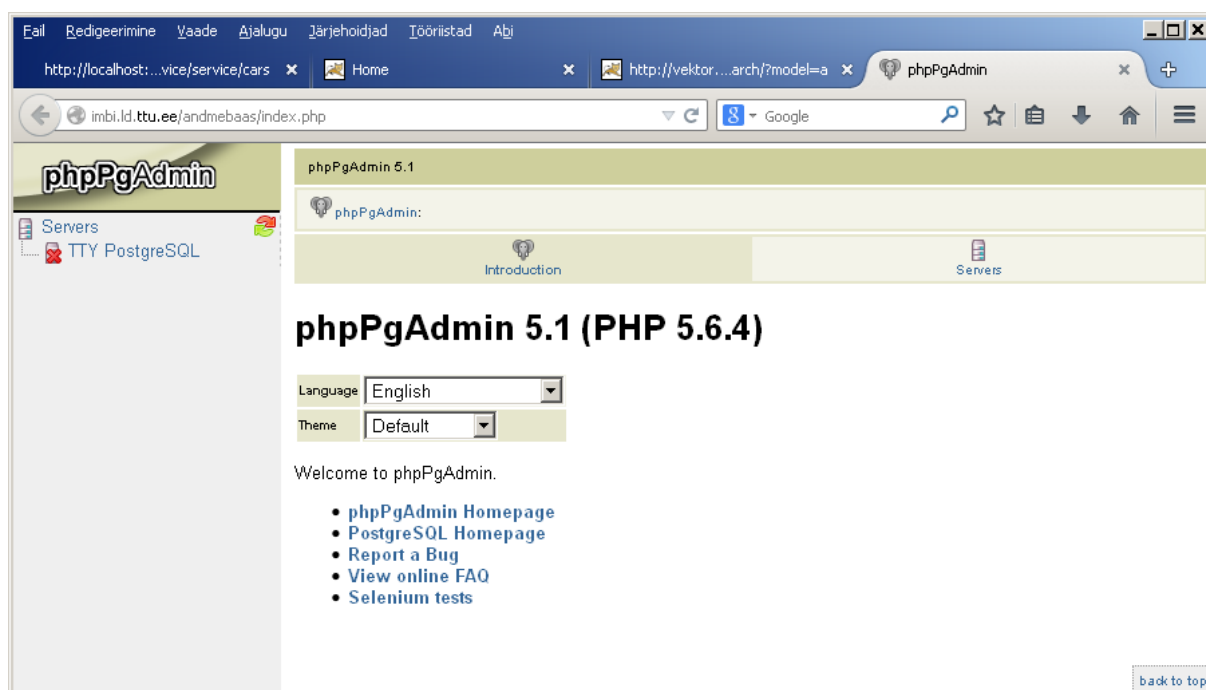 Fail Redigeerimine Vaade Ajalugu Järjehoidjad Tööriistad Abi
http://localhost:...vice/service/cars Home http://vektor....arch/?model=a phpPgAdmin
imbi.ld.ttu.ee/andmebaas/index.php 8 Google
phpPgAdmin
Servers
TTY PostgreSQL
phpPgAdmin 5.1
phpPgAdmin:
Introduction Servers
phpPgAdmin 5.1 (PHP 5.6.4)
Language English
Theme Default
Welcome to phpPgAdmin.
• phpPgAdmin Homepage
• PostgreSQL Homepage
• Report a Bug
• View online FAQ
• Selenium tests
back to top